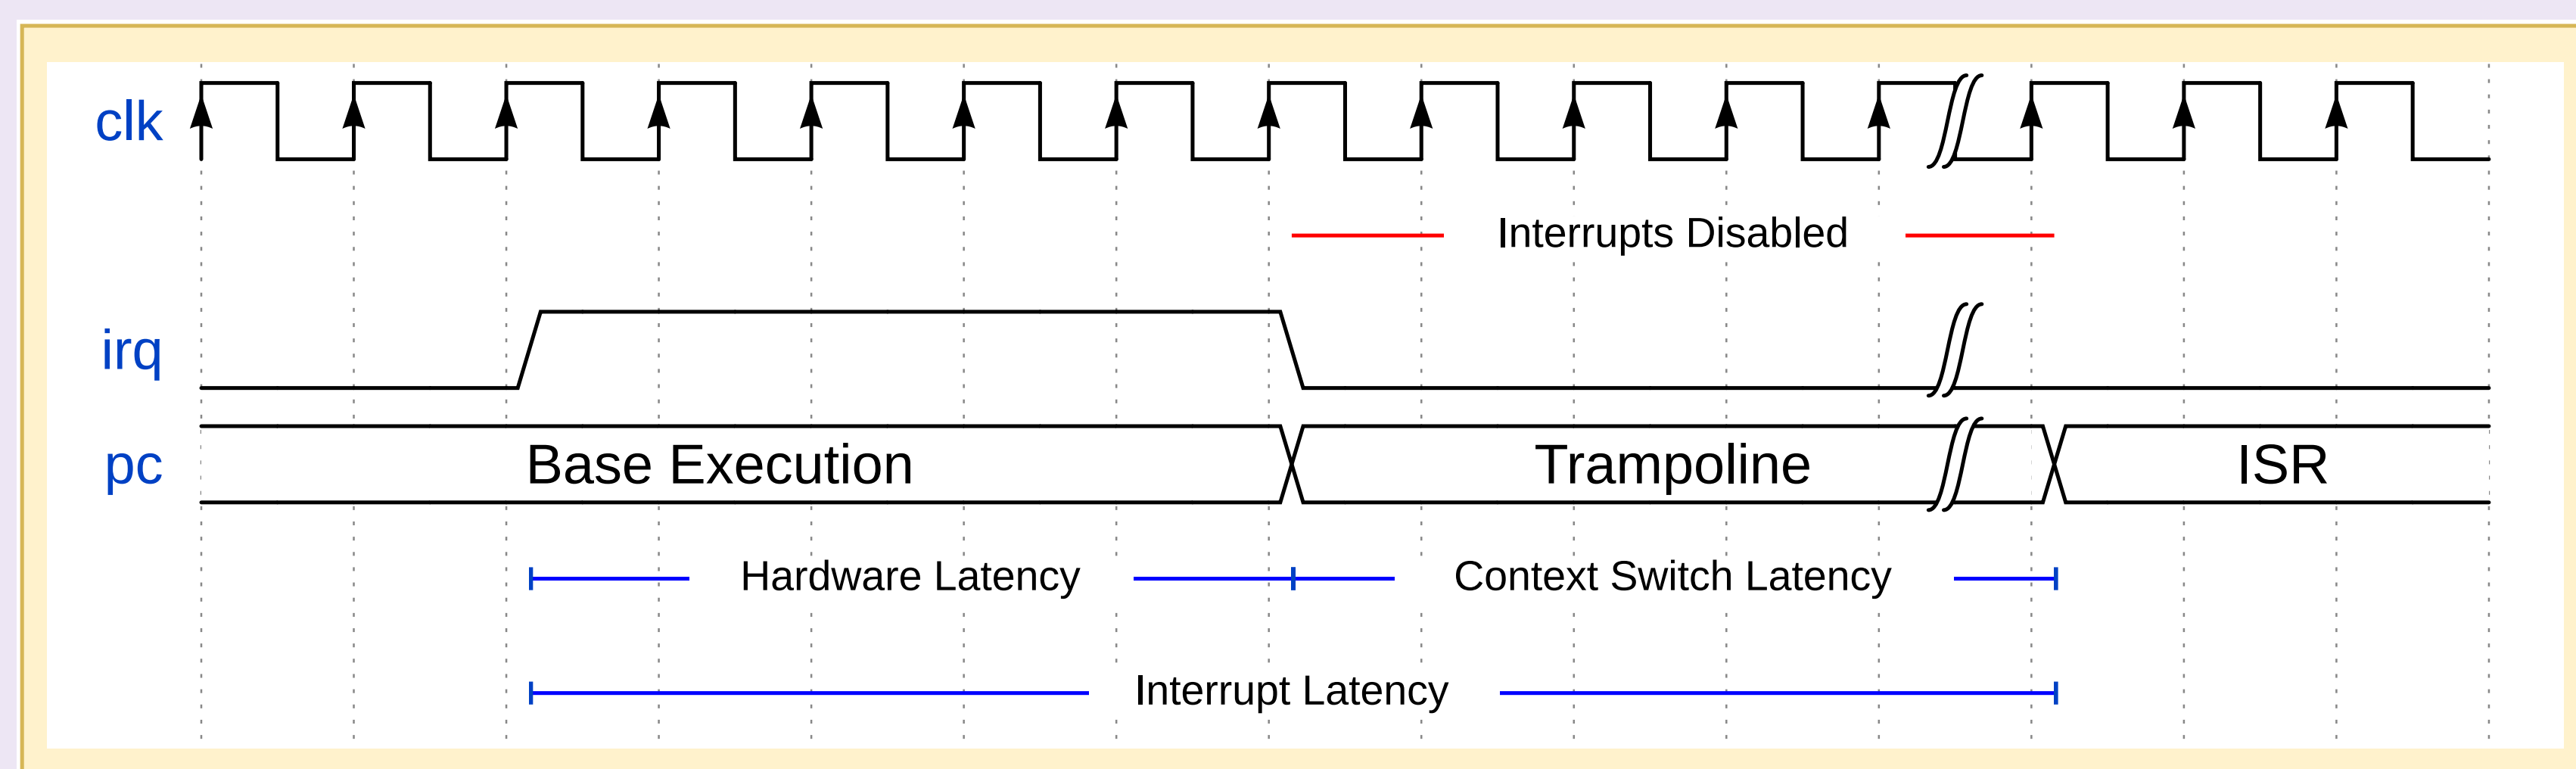 clk
Interrupts Disabled
irq
pc Base Execution Trampoline ISR
Hardware Latency Context Switch Latency
Interrupt Latency